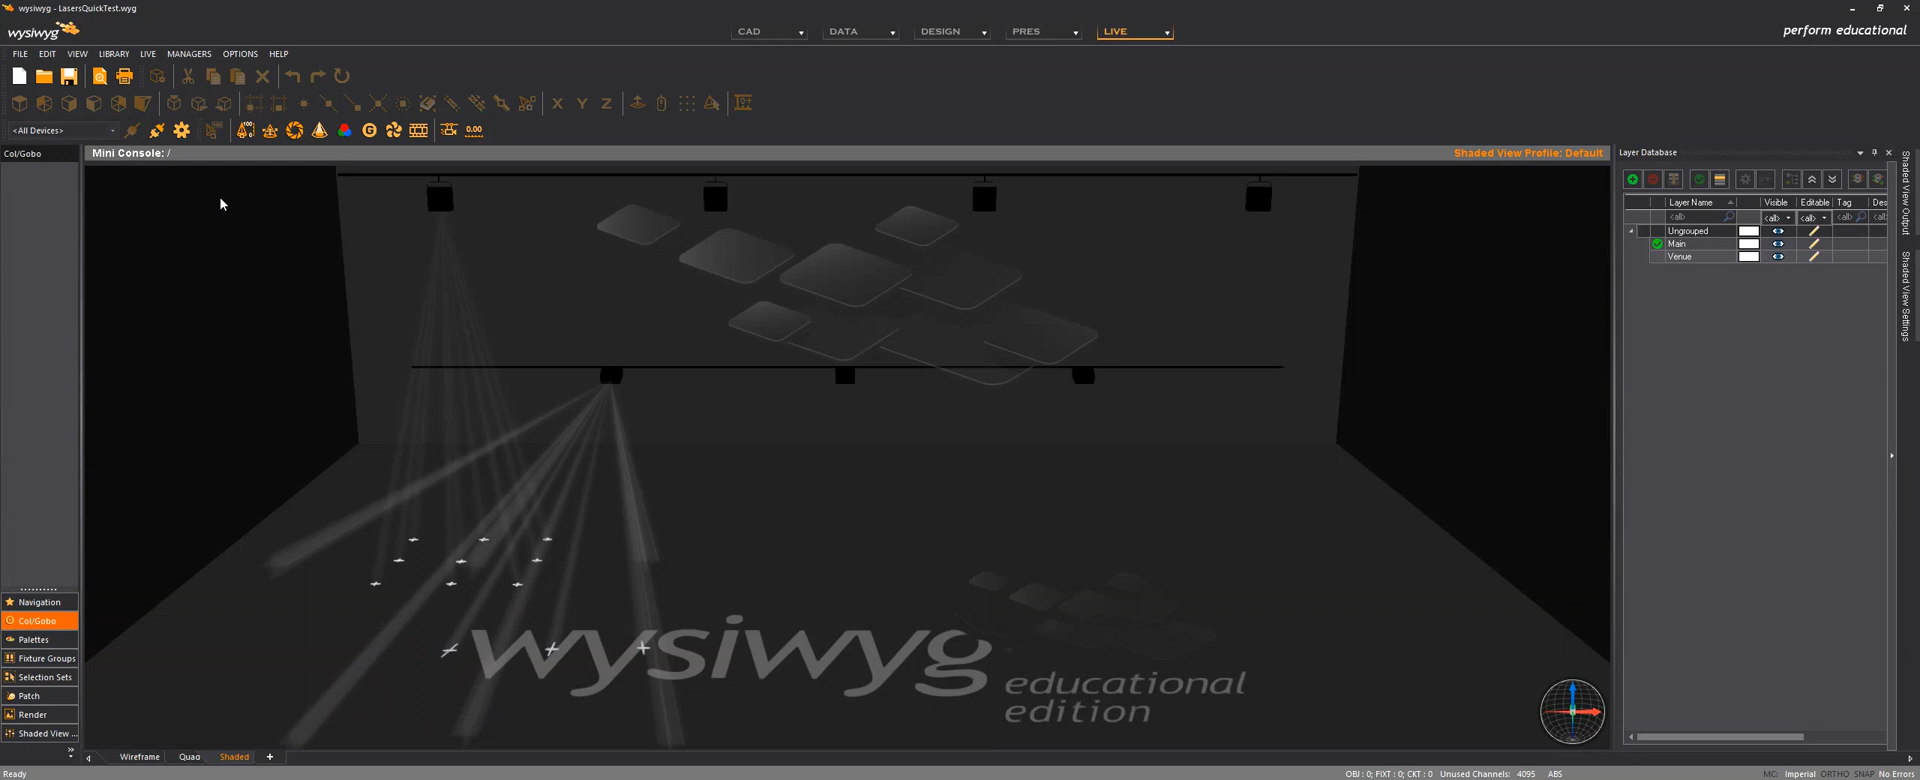 wysiwyg - LasersQuickTest.wyg
wysiwyg
CAD DATA DESIGN PRES LIVE
perform educational
FILE EDIT VIEW LIBRARY LIVE MANAGERS OPTIONS HELP
X Y Z
<All Devices>
100 G 0.00
Col/Gobo
Mini Console: /
Shaded View Profile: Default
Layer Database
Layer Name Visible Editable Tag Des
<all> <all> <all> <all> <all>
Ungrouped
Main
Venue
Shaded View Output
Shaded View Settings
Navigation
Col/Gobo
Palettes
Fixture Groups
Selection Sets
Patch
Render
Shaded View ...
wysiwyg
educational
edition
Wireframe Quad Shaded +
Ready
OBJ : 0; FIXT : 0; CKT : 0 Unused Channels: 4095 ABS
MC: Imperial ORTHO SNAP No Errors